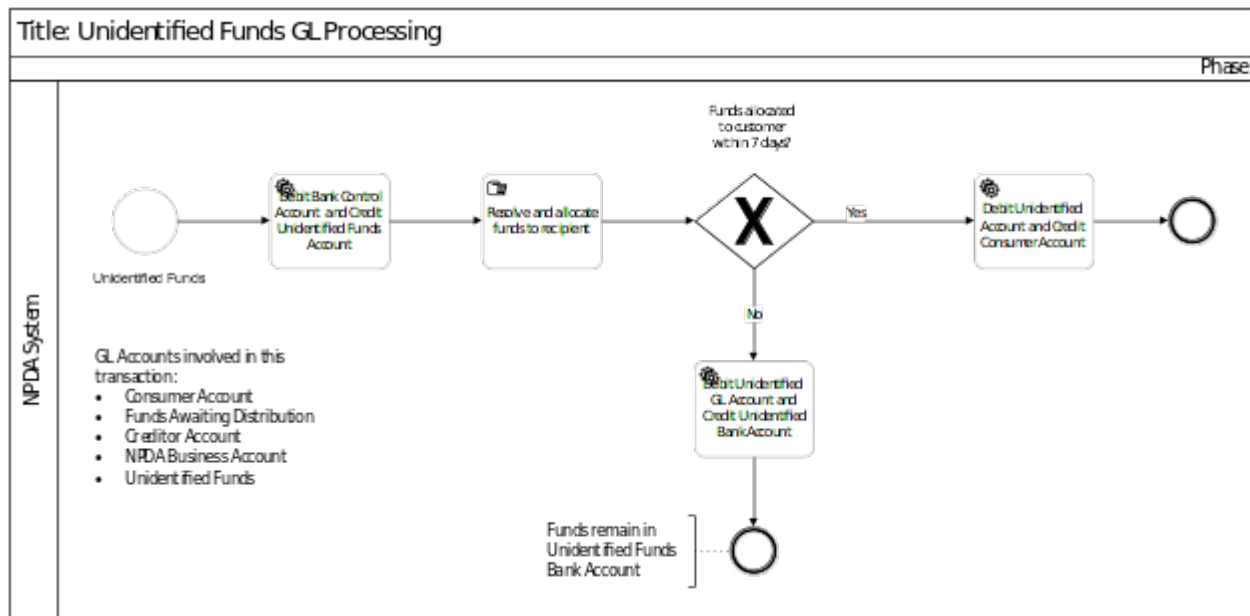 Title: Unidentified Funds GL Processing
Phase
NPDA System
Funds allocated
to customer
within 7 days?
Debit Bank Control
Account and Credit
Unidentified Funds
Account
Resolve and allocate
funds to recipient
X
Yes
Debit Unidentified
Account and Credit
Consumer Account
Unidentified Funds
No
GL Accounts involved in this
transaction:
• Consumer Account
• Funds Awaiting Distribution
• Creditor Account
• NPDA Business Account
• Unidentified Funds
Debit Unidentified
GL Account and
Credit Unidentified
Bank Account
Funds remain in
Unidentified Funds
Bank Account